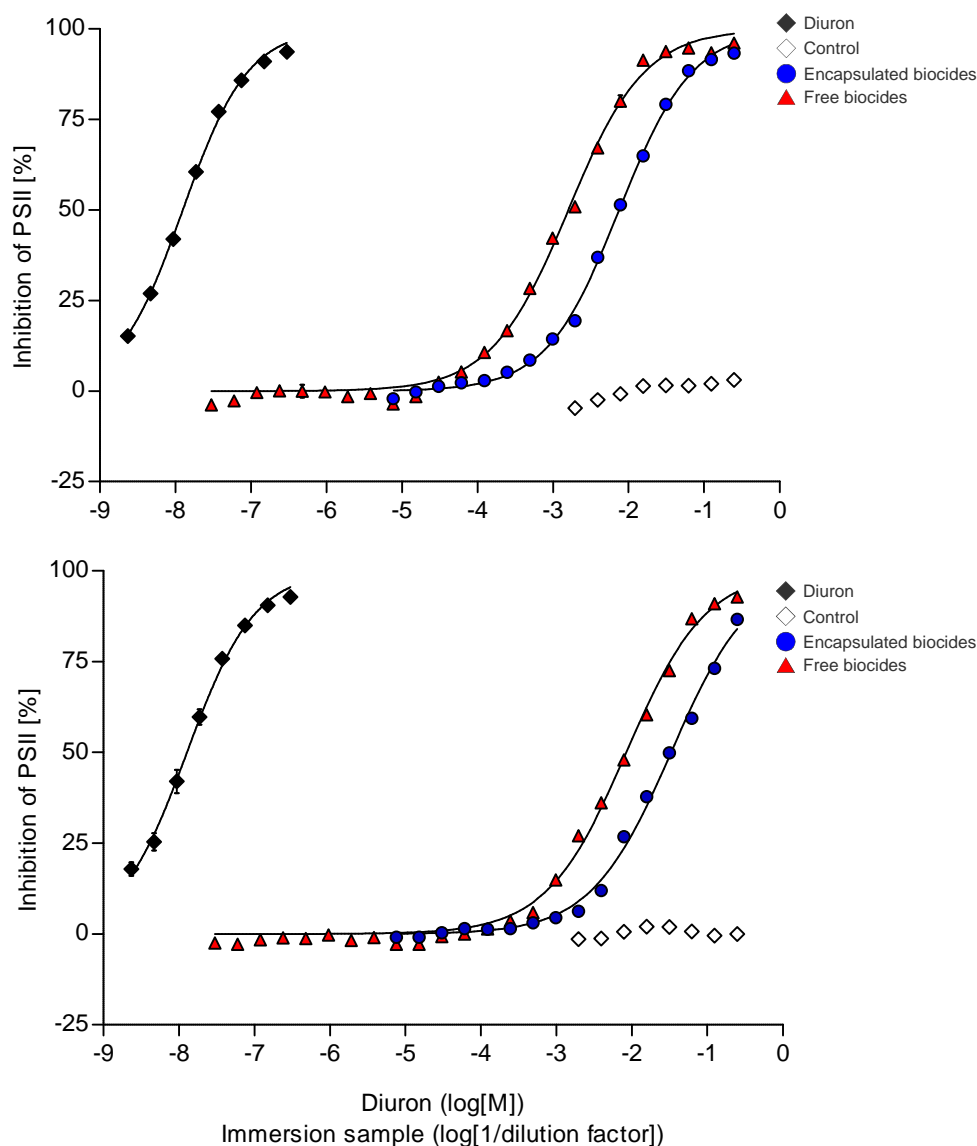 100
75
50
25
0
-25
Inhibition of PSII [%]
-9 -8 -7 -6 -5 -4 -3 -2 -1 0
Diuron
Control
Encapsulated biocides
Free biocides
100
75
50
25
0
-25
Inhibition of PSII [%]
-9 -8 -7 -6 -5 -4 -3 -2 -1 0
Diuron
Control
Encapsulated biocides
Free biocides
Diuron (log[M])
Immersion sample (log[1/dilution factor])